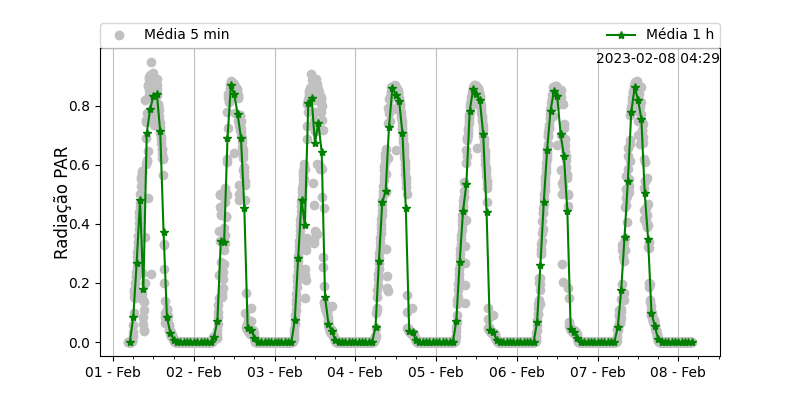 Média 5 min
Média 1 h
2023-02-08 04:29
Radiação PAR
0.8
0.6
0.4
0.2
0.0
01 - Feb
02 - Feb
03 - Feb
04 - Feb
05 - Feb
06 - Feb
07 - Feb
08 - Feb